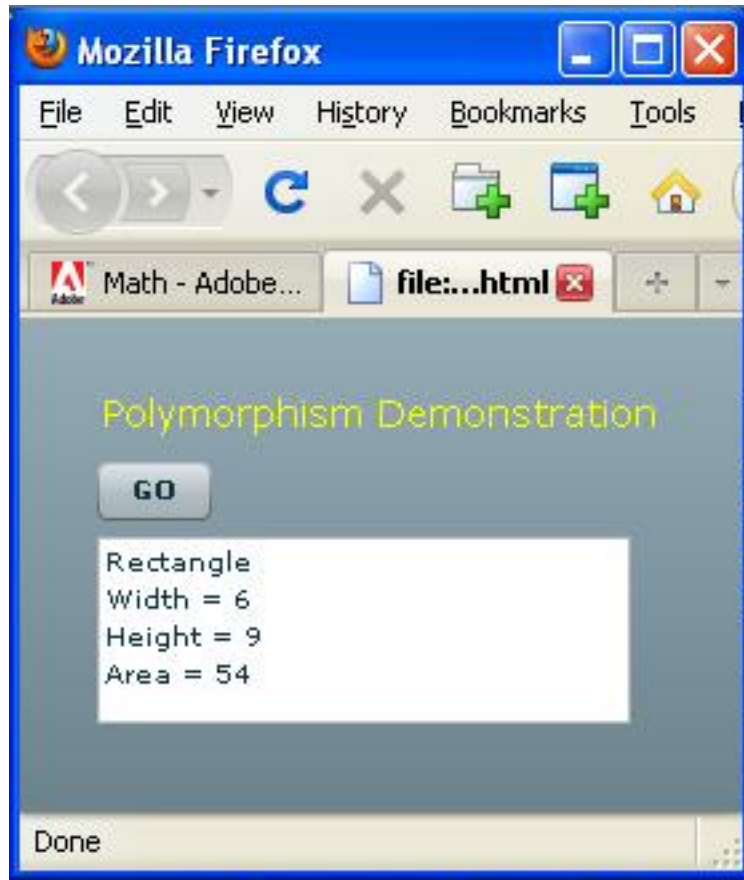 Mozilla Firefox
File Edit View History Bookmarks Tools
Adobe Math - Adobe... file:...html
Polymorphism Demonstration
GO
Rectangle
Width = 6
Height = 9
Area = 54
Done